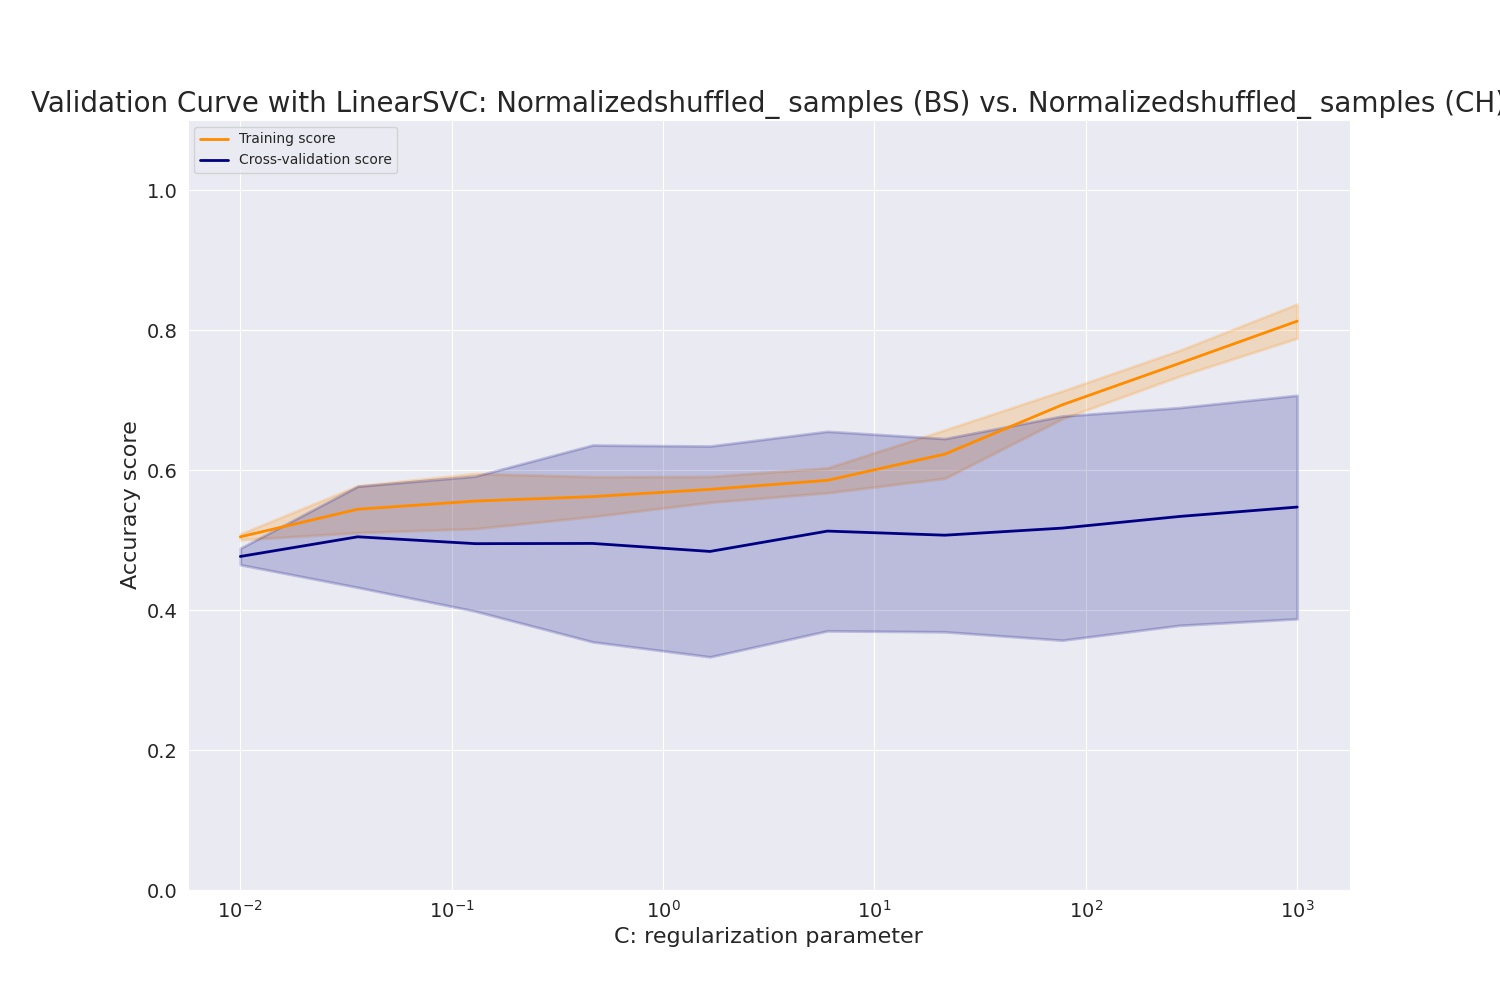 Validation Curve with LinearSVC: Normalizedshuffled_ samples (BS) vs. Normalizedshuffled_ samples (CH)
Training score
Cross-validation score
1.0
0.8
0.6
0.4
0.2
0.0
Accuracy score
10⁻² 10⁻¹ 10⁰ 10¹ 10² 10³
C: regularization parameter